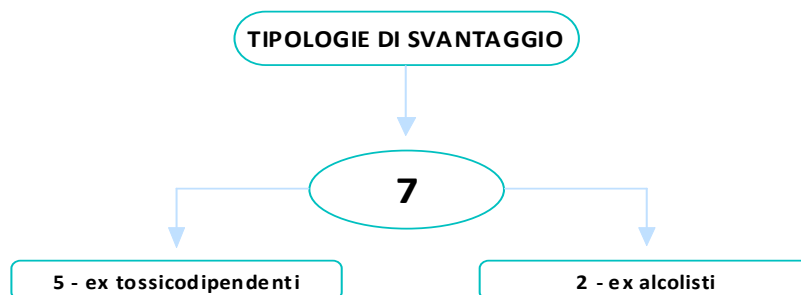 TIPOLOGIE DI SVANTAGGIO
7
5 - ex tossicodipendenti
2 - ex alcolisti